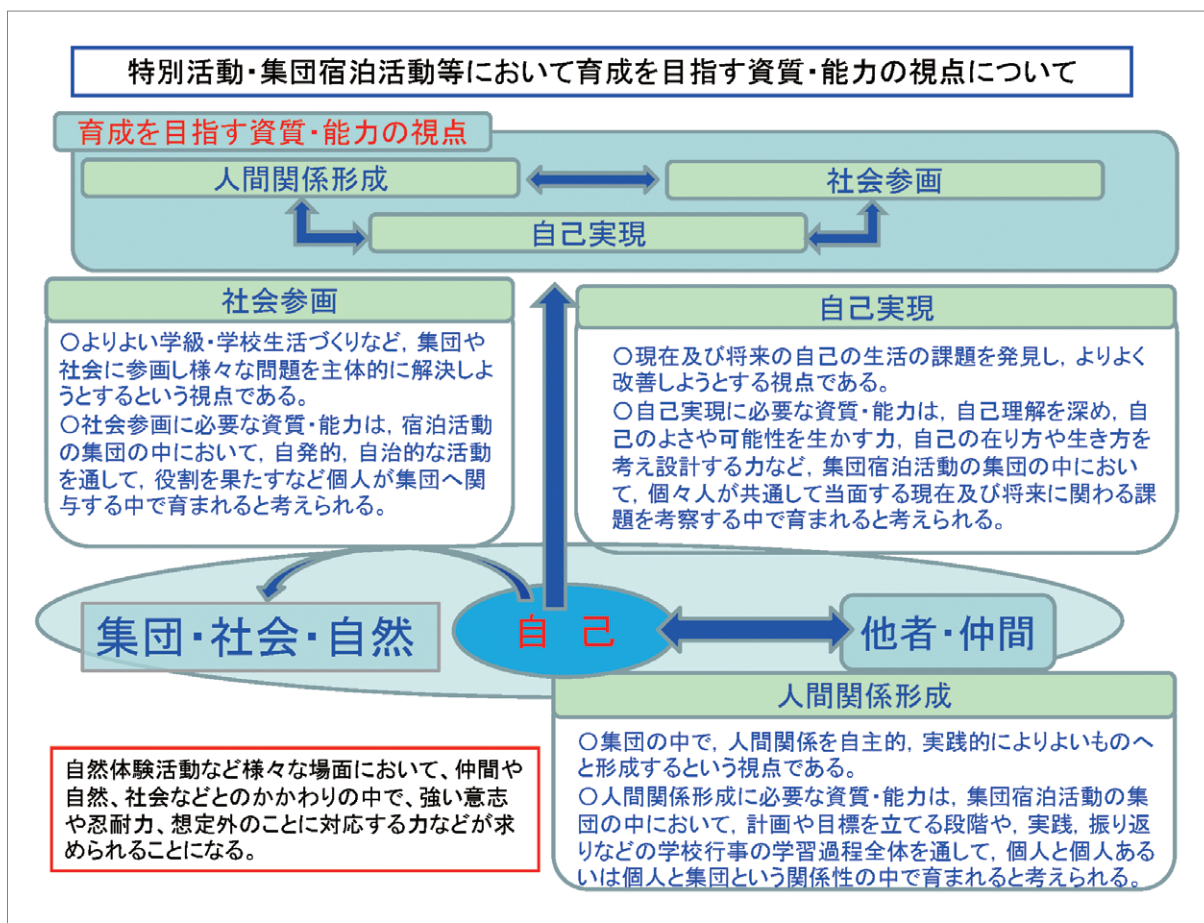 特別活動・集団宿泊活動等において育成を目指す資質・能力の視点について
育成を目指す資質・能力の視点
人間関係形成
社会参画
自己実現
社会参画
〇よりよい学級・学校生活づくりなど，集団や
社会に参画し様々な問題を主体的に解決しよ
うとするという視点である。
〇社会参画に必要な資質・能力は，宿泊活動
の集団の中において，自発的，自治的な活動
を通して，役割を果たすなど個人が集団へ関
与する中で育まれると考えられる。
自己実現
〇現在及び将来の自己の生活の課題を発見し，よりよく
改善しようとする視点である。
〇自己実現に必要な資質・能力は，自己理解を深め，自
己のよさや可能性を生かす力，自己の在り方や生き方を
考え設計する力など，集団宿泊活動の集団の中におい
て，個々人が共通して当面する現在及び将来に関わる課
題を考察する中で育まれると考えられる。
集団・社会・自然
自　己
他者・仲間
人間関係形成
〇集団の中で，人間関係を自主的，実践的によりよいものへ
と形成するという視点である。
〇人間関係形成に必要な資質・能力は，集団宿泊活動の集
団の中において，計画や目標を立てる段階や，実践，振り返
りなどの学校行事の学習過程全体を通して，個人と個人ある
いは個人と集団という関係性の中で育まれると考えられる。
自然体験活動など様々な場面において、仲間や
自然、社会などとのかかわりの中で、強い意志
や忍耐力、想定外のことに対応する力などが求
められることになる。